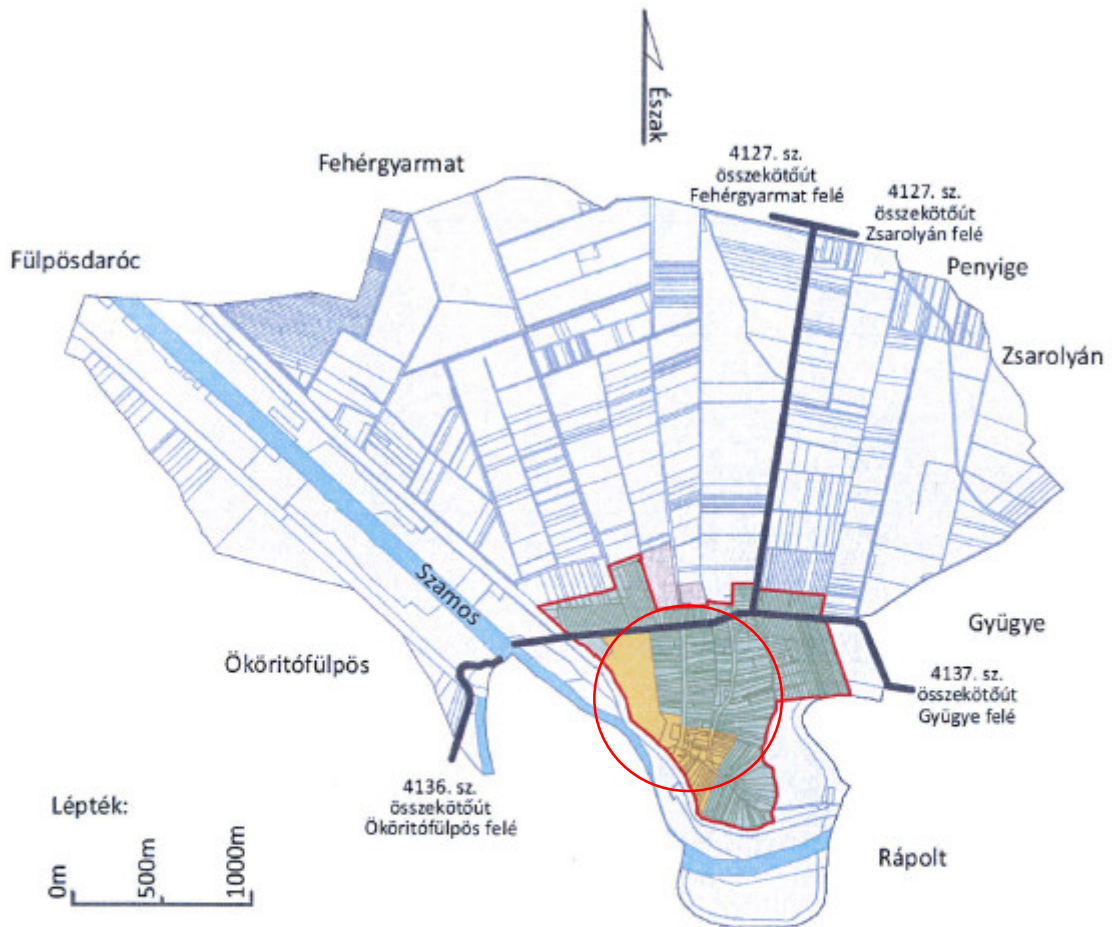 Észak
4127. sz.
összekötőút
Fehérgyarmat felé
4127. sz.
összekötőút
Zsarolyán felé
Fehérgyarmat
Fülpösdaróc
Penyige
Zsarolyán
Szamos
Ököritófülpös
Gyügye
4137. sz.
összekötőút
Gyügye felé
4136. sz.
összekötőút
Ököritófülpös felé
Lépték:
0m
500m
1000m
Rápolt